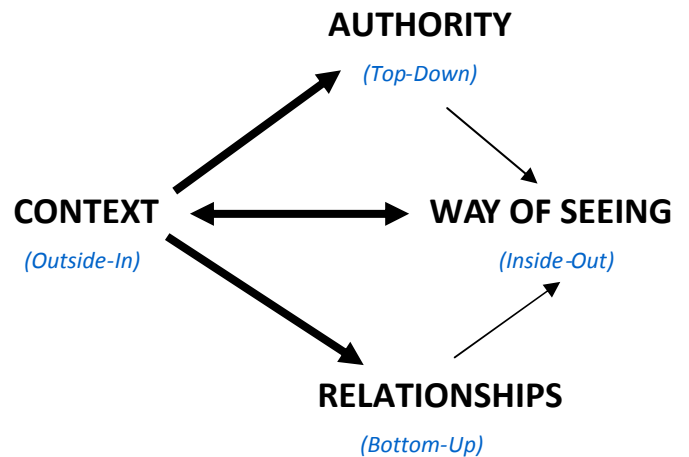 AUTHORITY
(Top-Down)
CONTEXT
(Outside-In)
WAY OF SEEING
(Inside-Out)
RELATIONSHIPS
(Bottom-Up)